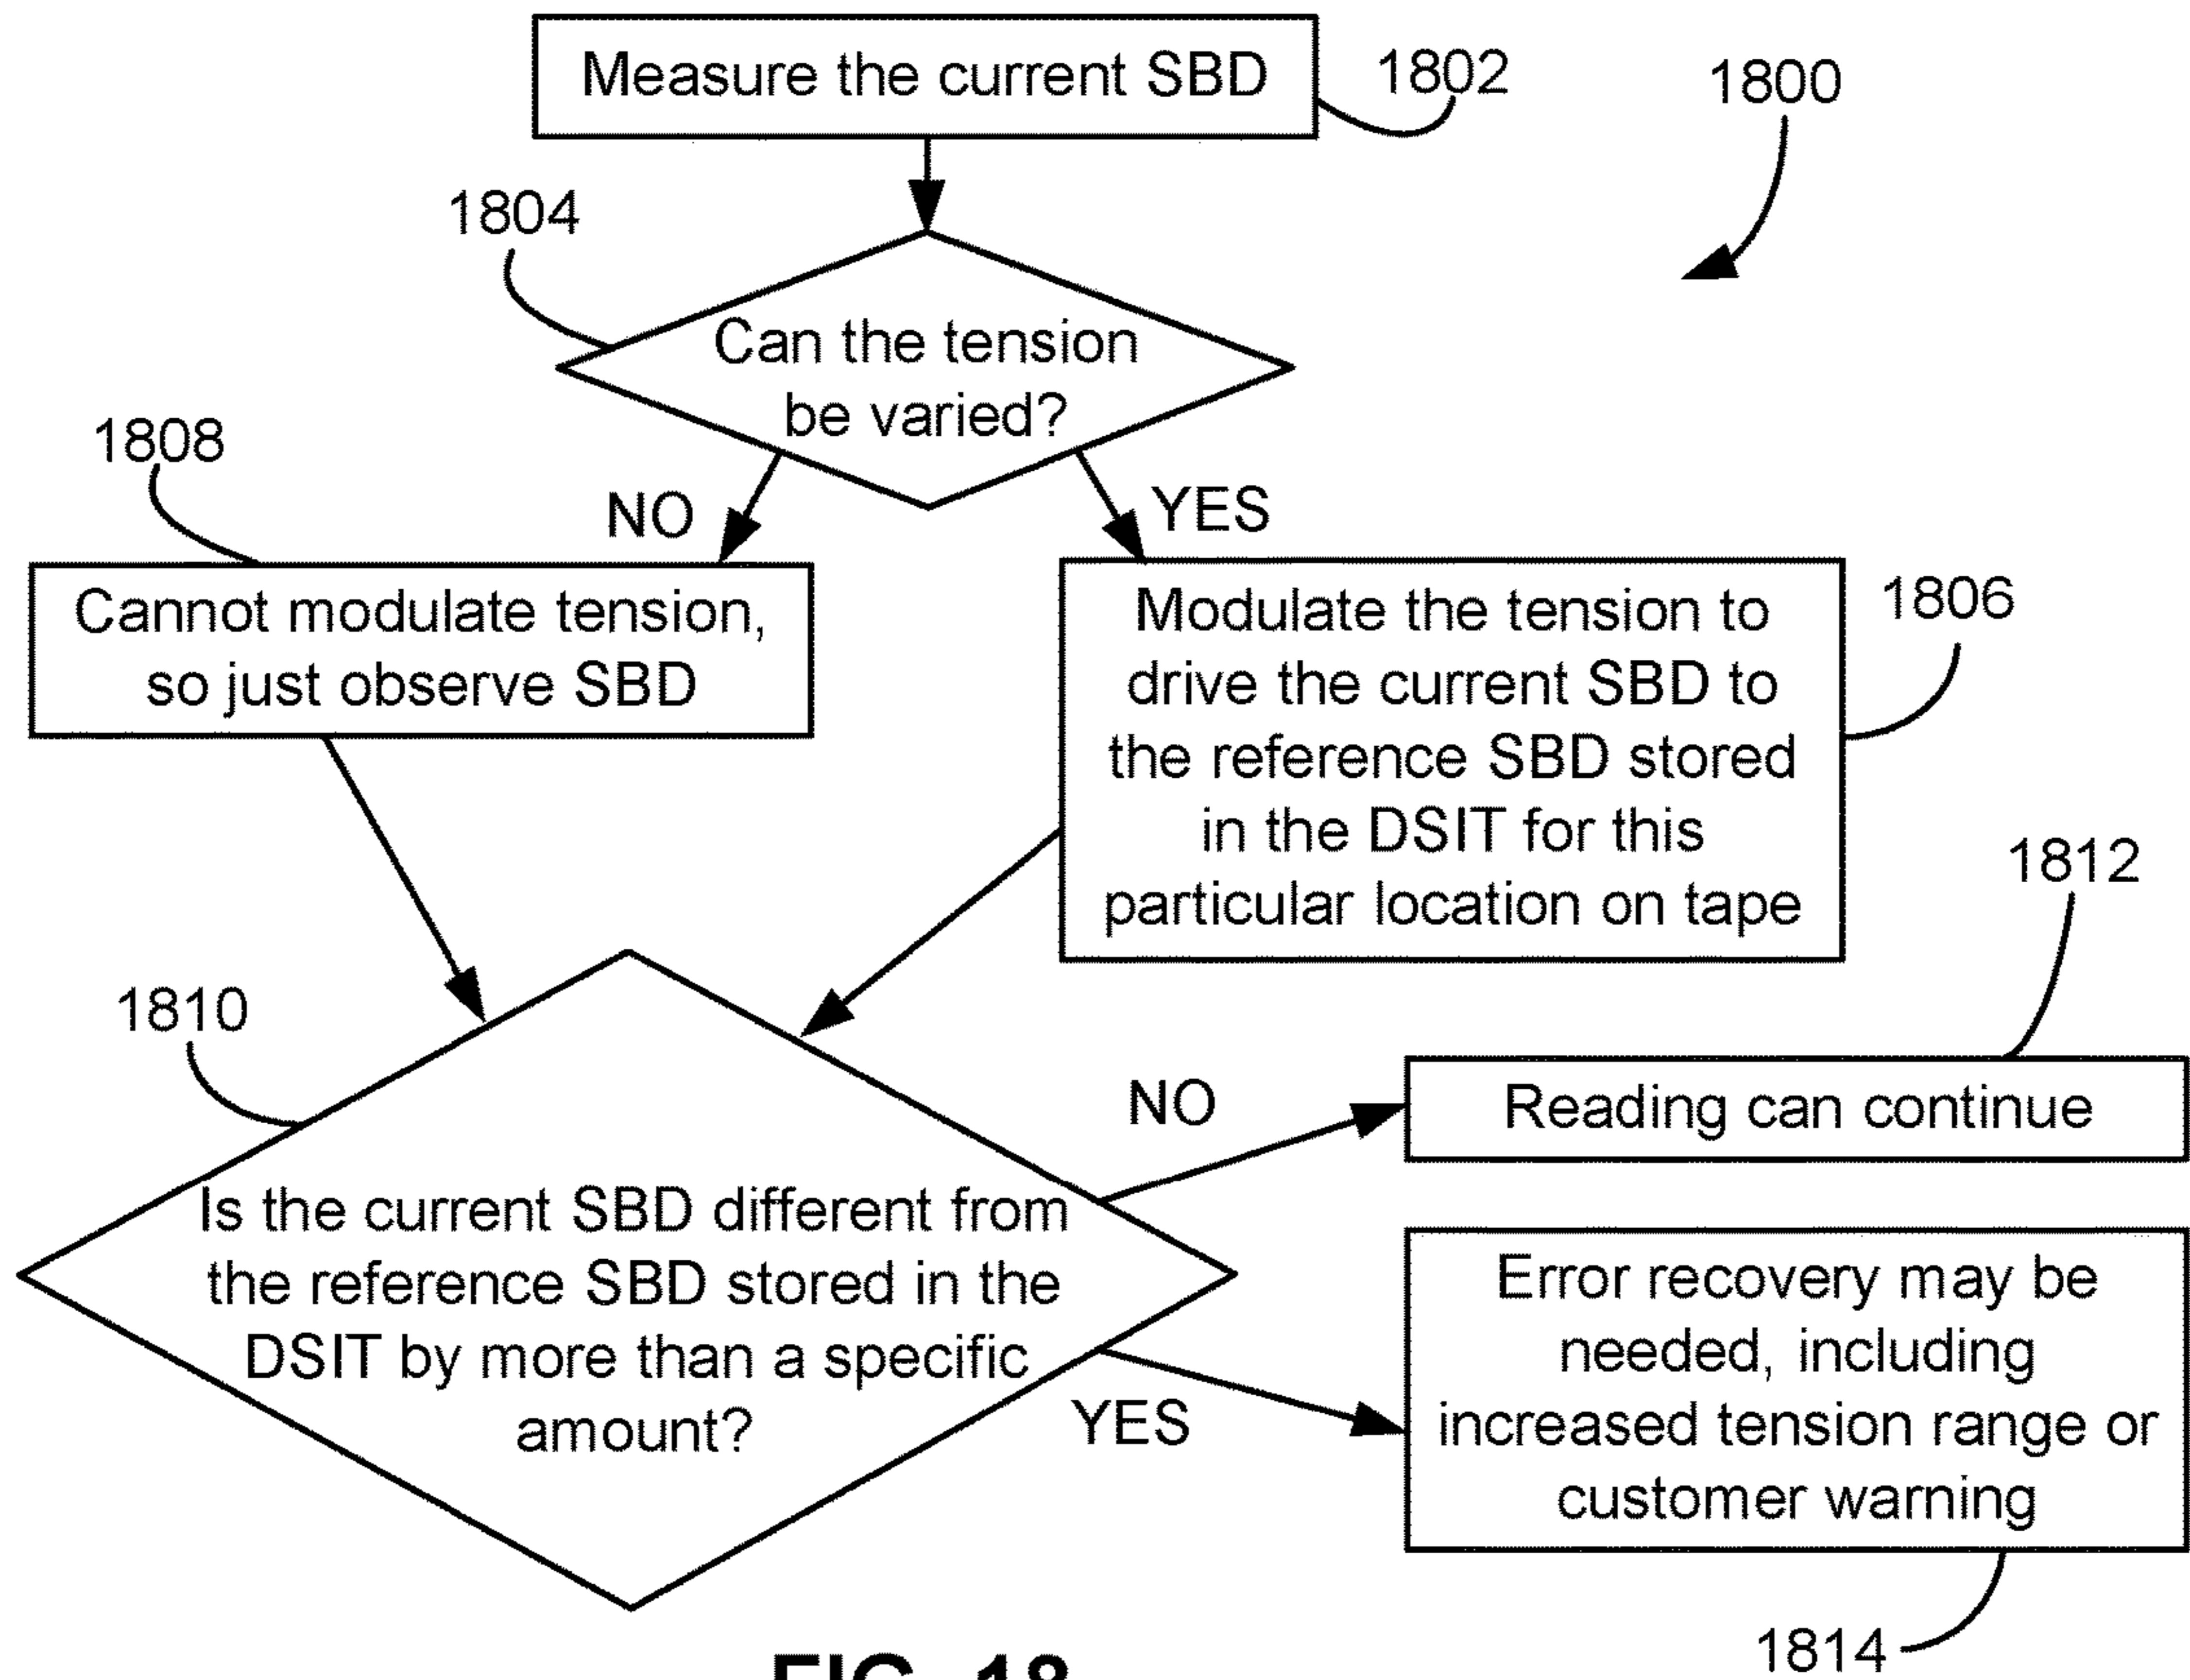 Measure the current SBD
1802
1800
1804
Can the tension
be varied?
1808
NO
YES
Cannot modulate tension,
so just observe SBD
Modulate the tension to
drive the current SBD to
the reference SBD stored
in the DSIT for this
particular location on tape
1806
1812
1810
NO
Reading can continue
Is the current SBD different from
the reference SBD stored in the
DSIT by more than a specific
amount?
YES
Error recovery may be
needed, including
increased tension range or
customer warning
1814
FIG. 18